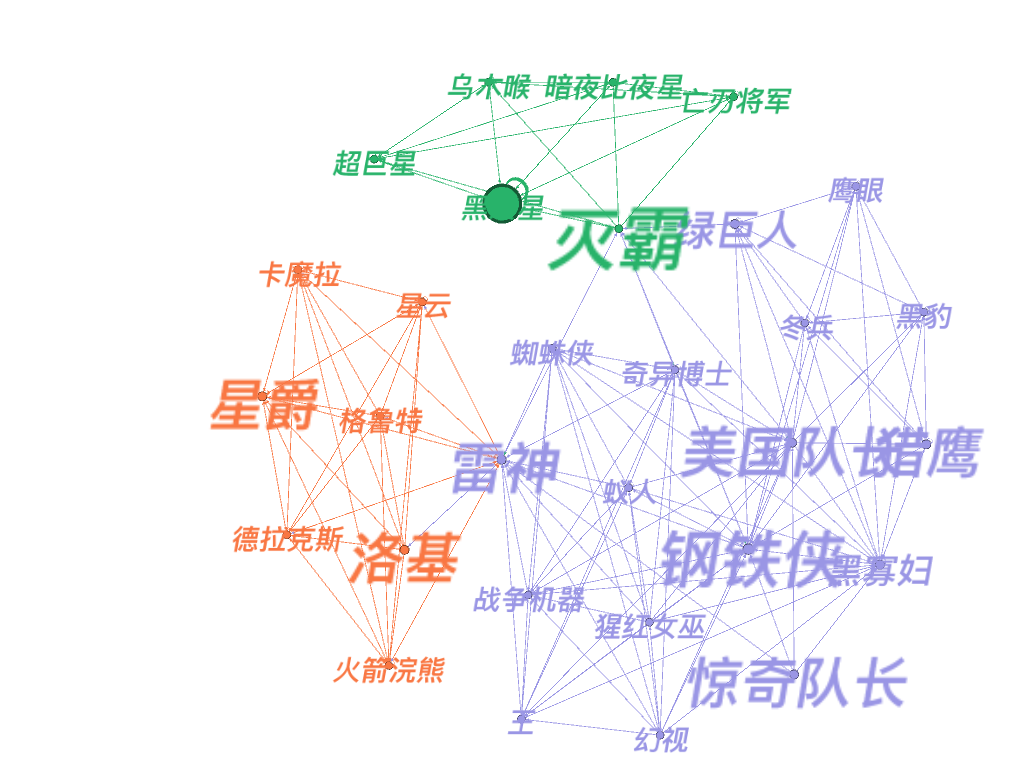 乌木喉
暗夜比夜星
亡刃将军
超巨星
黑 星
灭霸
绿巨人
鹰眼
卡魔拉
星云
冬兵
黑豹
蜘蛛侠
奇异博士
星爵
格鲁特
雷神
美国队长
猎鹰
蚁人
德拉克斯
洛基
钢铁侠
黑寡妇
战争机器
猩红女巫
火箭浣熊
惊奇队长
王
幻视